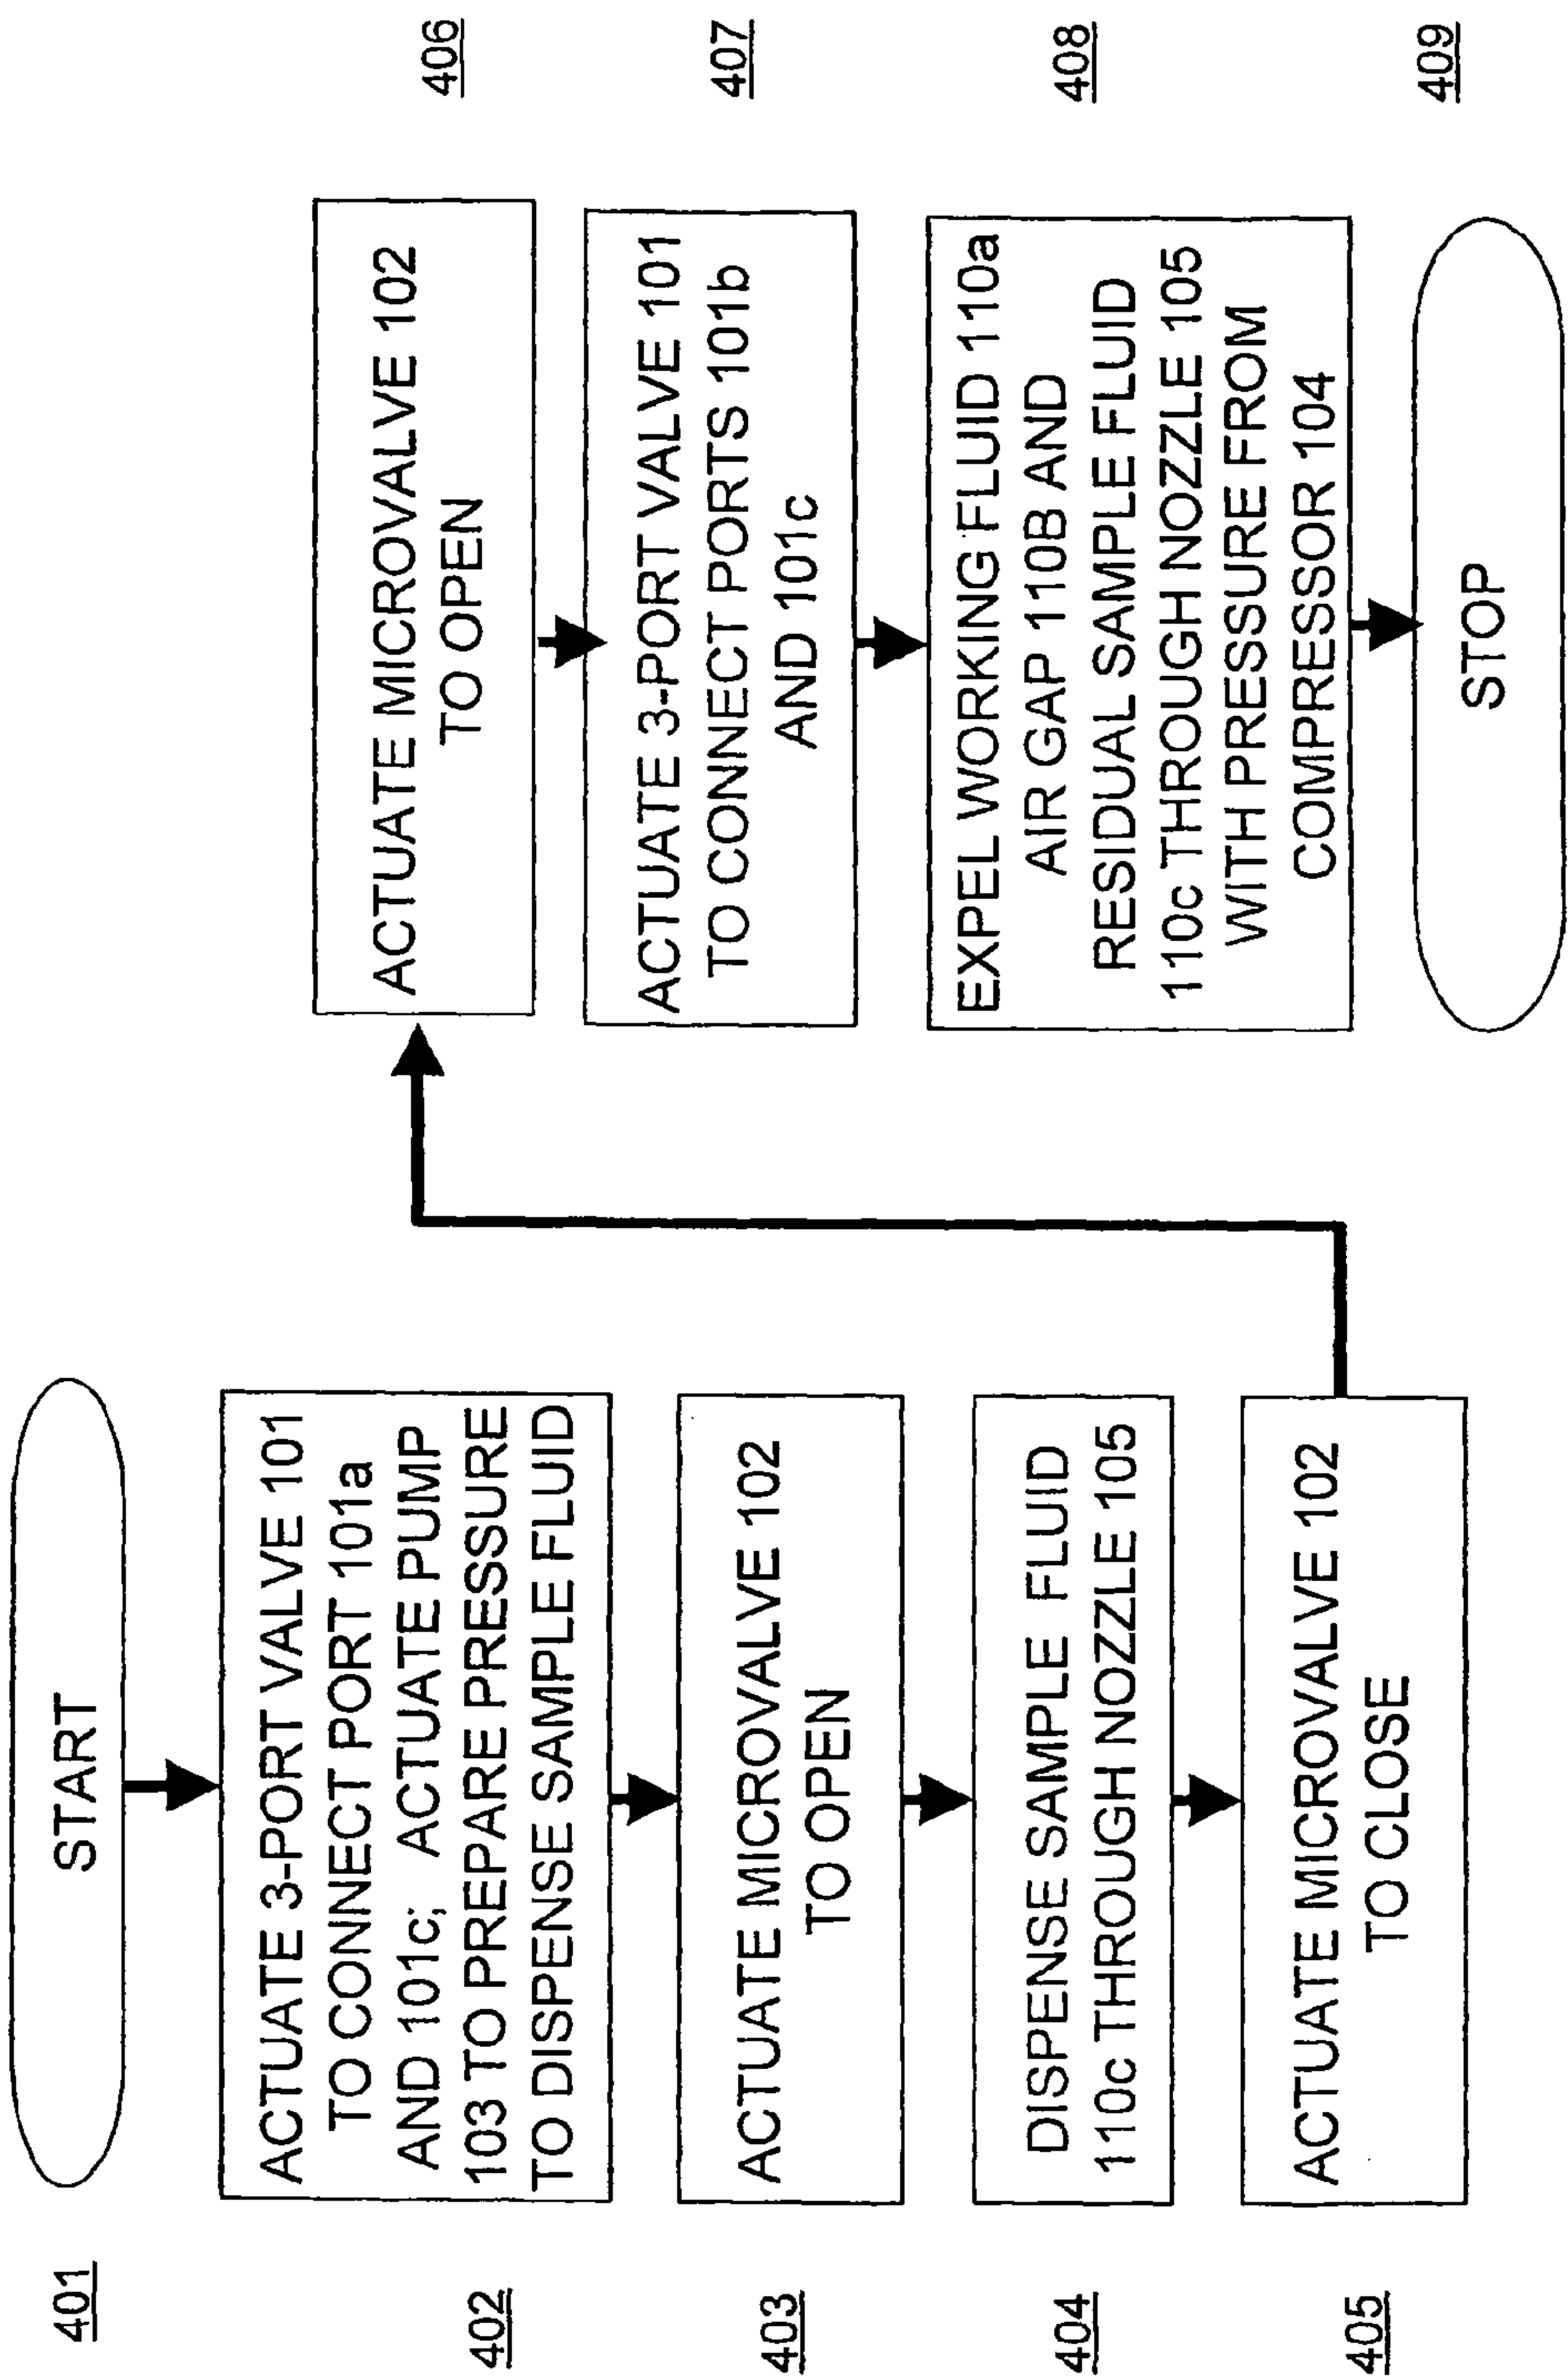 401
START
402
ACTUATE 3-PORT VALVE 101
TO CONNECT PORT 101a
AND 101c; ACTUATE PUMP
103 TO PREPARE PRESSURE
TO DISPENSE SAMPLE FLUID
403
ACTUATE MICROVALVE 102
TO OPEN
404
DISPENSE SAMPLE FLUID
110c THROUGH NOZZLE 105
405
ACTUATE MICROVALVE 102
TO CLOSE
ACTUATE MICROVALVE 102
TO OPEN
406
ACTUATE 3-PORT VALVE 101
TO CONNECT PORTS 101b
AND 101c
407
EXPEL WORKING FLUID 110a
AIR GAP 110B AND
RESIDUAL SAMPLE FLUID
110c THROUGH NOZZLE 105
WITH PRESSURE FROM
COMPRESSOR 104
408
STOP
409